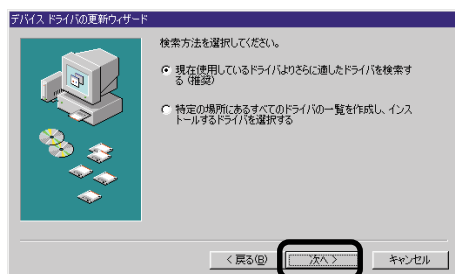 デバイス ドライバの更新ウィザード
検索方法を選択してください。
現在使用しているドライバよりさらに適したドライバを検索す
る (推奨)
特定の場所にあるすべてのドライバの一覧を作成し、インス
トールするドライバを選択する
< 戻る(B) 次へ > キャンセル